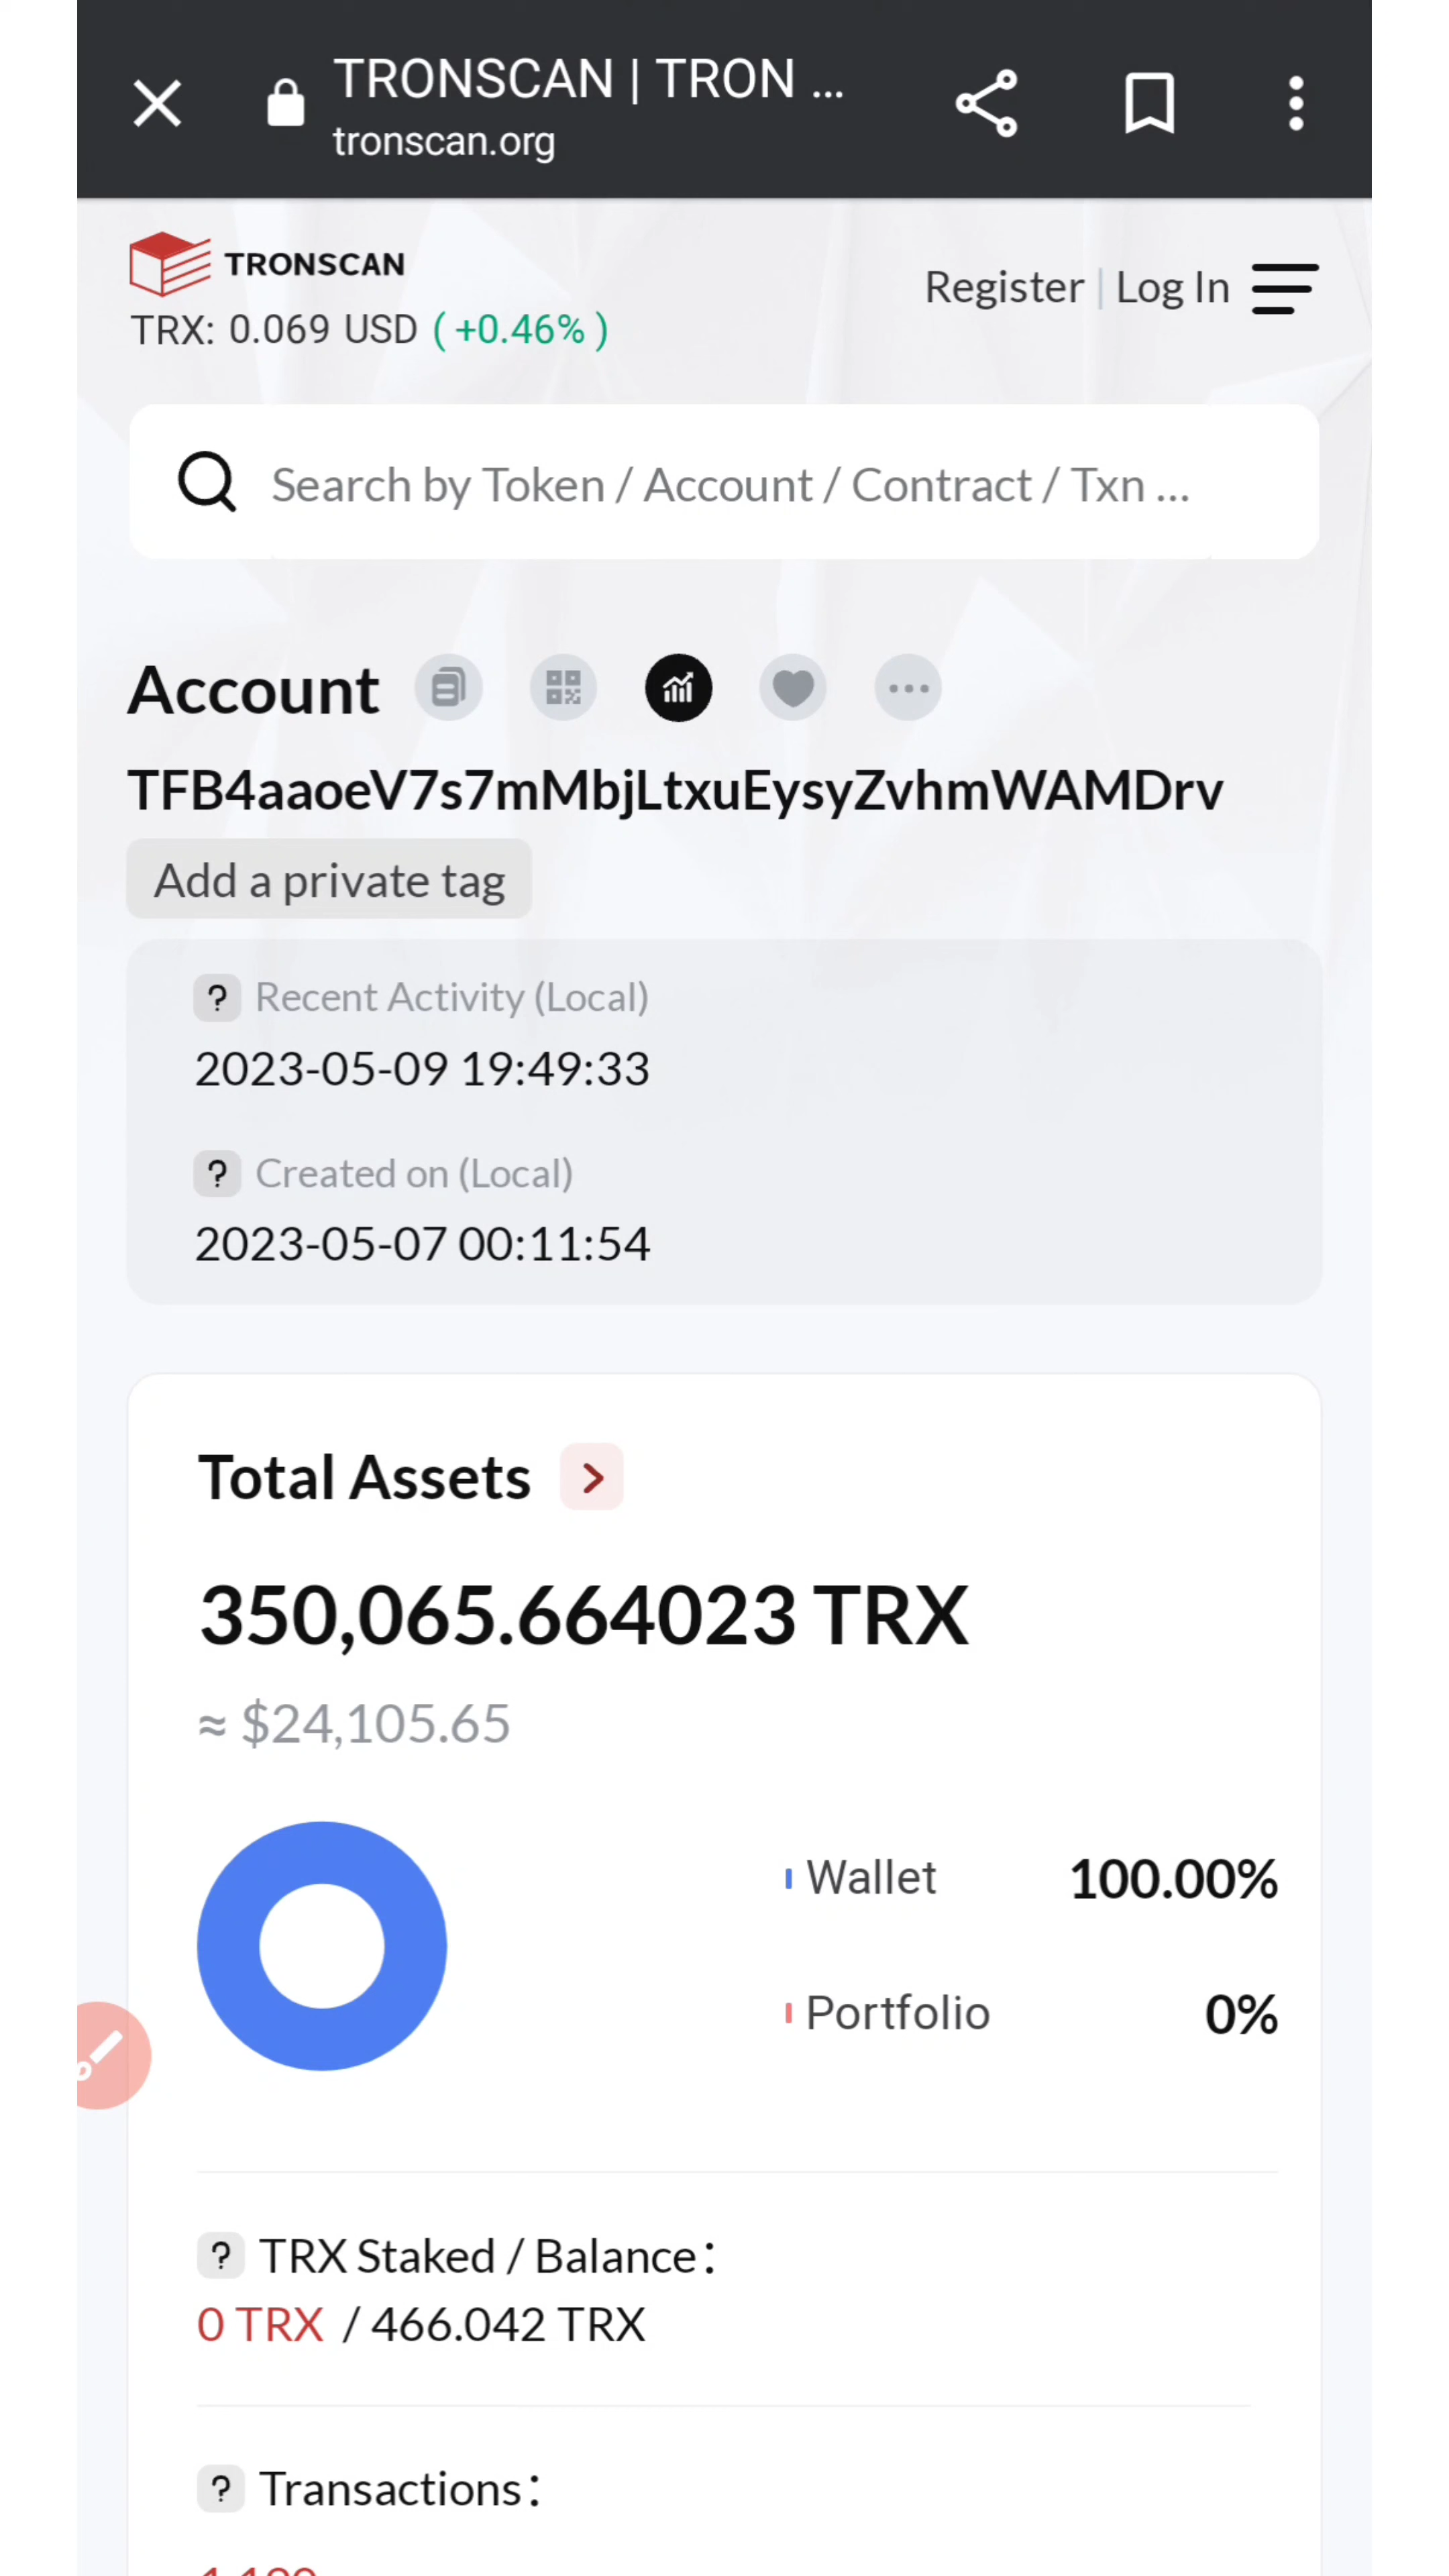 TRONSCAN | TRON ...
tronscan.org
TRONSCAN
TRX: 0.069 USD ( +0.46% )
Register | Log In
Search by Token / Account / Contract / Txn ...
Account
TFB4aaoeV7s7mMbjLtxuEysyZvhmWAMDrv
Add a private tag
? Recent Activity (Local)
2023-05-09 19:49:33
? Created on (Local)
2023-05-07 00:11:54
Total Assets
350,065.664023 TRX
≈ $24,105.65
Wallet 100.00%
Portfolio 0%
? TRX Staked / Balance:
0 TRX / 466.042 TRX
? Transactions: